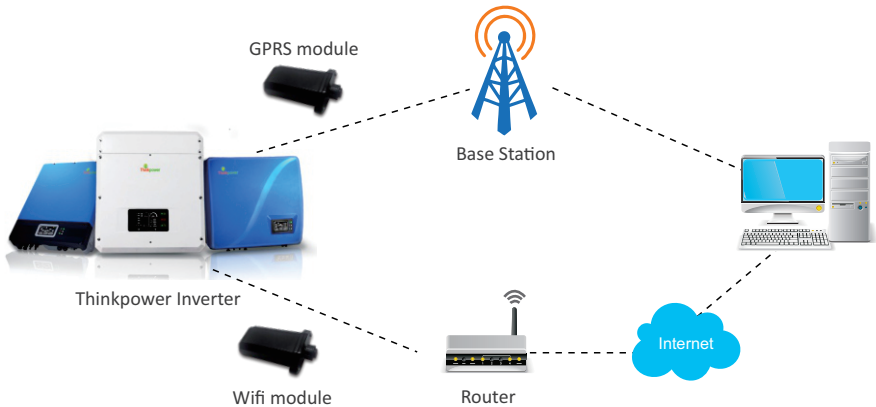 GPRS module
Base Station
Thinkpower Inverter
Internet
Wifi module
Router